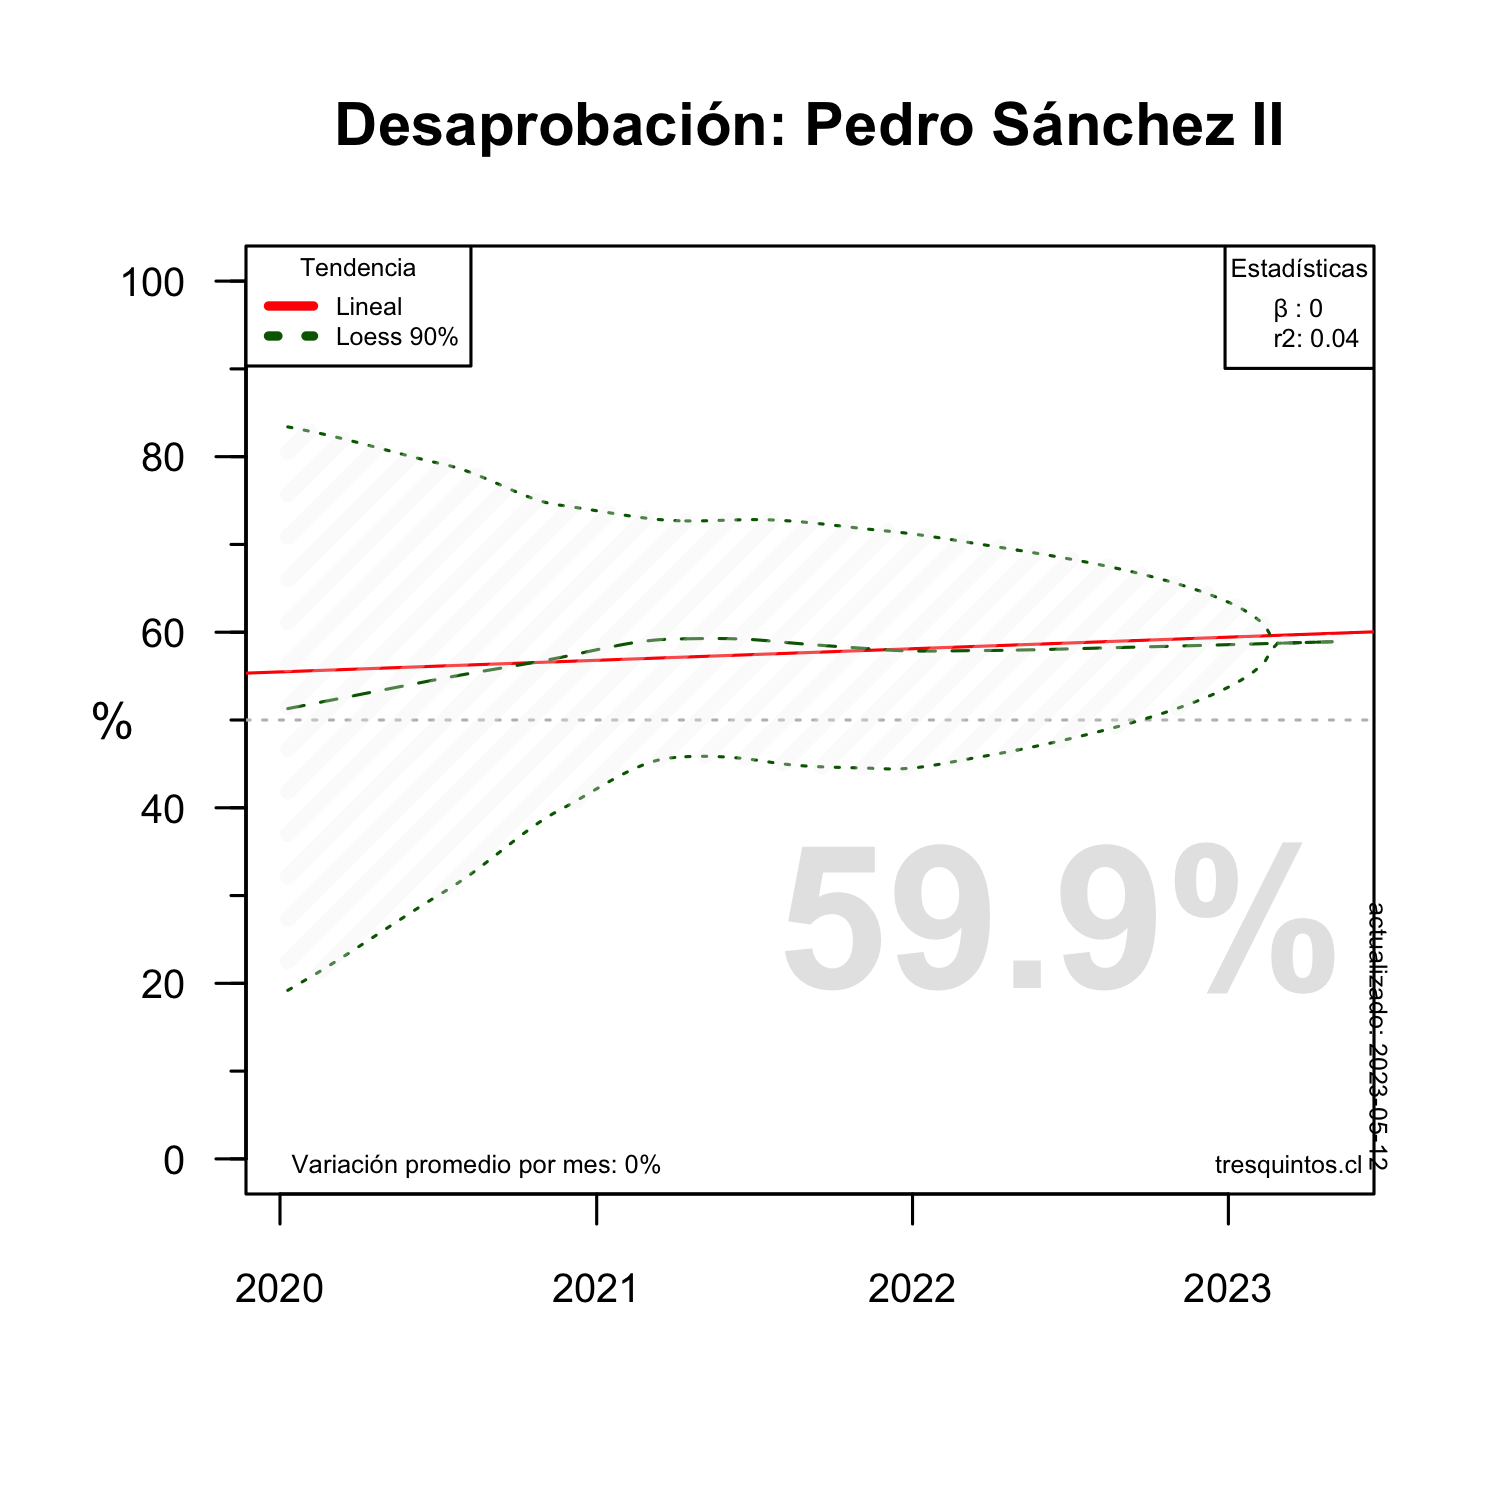 Desaprobación: Pedro Sánchez II
Tendencia
Lineal
Loess 90%
Estadísticas
β : 0
r2: 0.04
100
80
60
40
20
0
%
59.9%
actualizado: 2023-05-12
Variación promedio por mes: 0%
tresquintos.cl
2020
2021
2022
2023